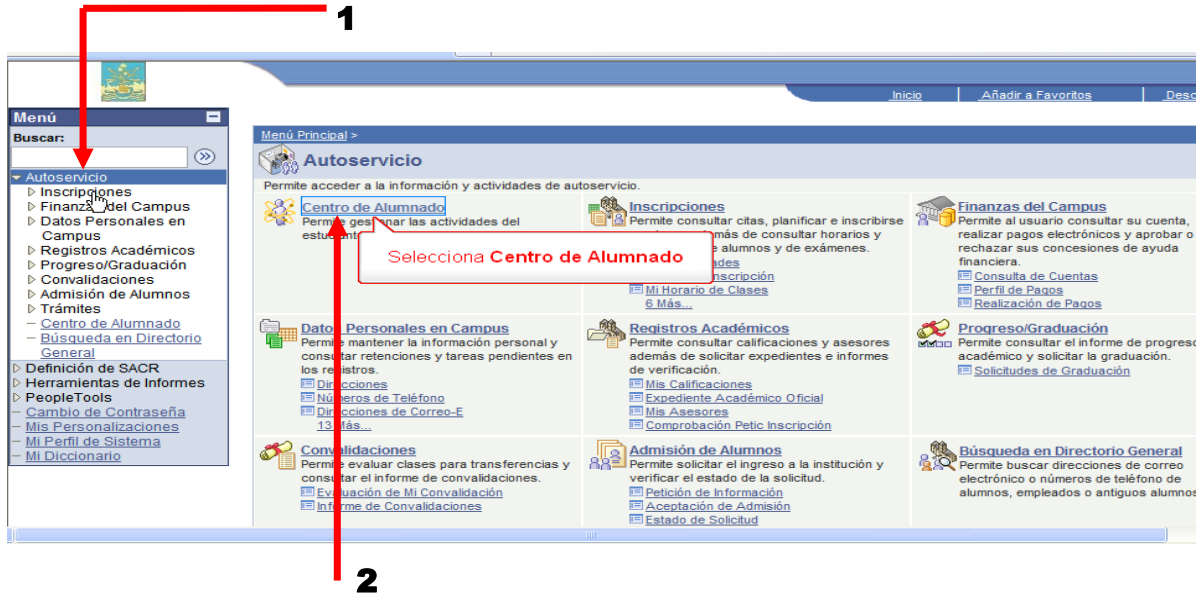 1
Inicio
Añadir a Favoritos
Menú
Buscar:
Autoservicio
Inscripciones
Finanzas del Campus
Datos Personales en
Campus
Registros Académicos
Progreso/Graduación
Convalidaciones
Admisión de Alumnos
Trámites
Centro de Alumnado
Búsqueda en Directorio
General
Definición de SACR
Herramientas de Informes
PeopleTools
Cambio de Contraseña
Mis Personalizaciones
Mi Perfil de Sistema
Mi Diccionario
Menú Principal >
Autoservicio
Permite acceder a la información y actividades de autoservicio.
Centro de Alumnado
Permite gestionar las actividades del
Selecciona Centro de Alumnado
Inscripciones
Permite consultar citas, planificar e inscribirse
más de consultar horarios y
alumnos y de exámenes.
Mi Horario de Clases
6 Más...
Finanzas del Campus
Permite al usuario consultar su cuenta,
realizar pagos electrónicos y aprobar o
rechazar sus concesiones de ayuda
financiera.
Consulta de Cuentas
Perfil de Pagos
Realización de Pagos
Datos Personales en Campus
Permite mantener la información personal y
consultar retenciones y tareas pendientes en
los registros.
Direcciones
Números de Teléfono
Direcciones de Correo-E
13 Más...
Registros Académicos
Permite consultar calificaciones y asesores
además de solicitar expedientes e informes
de verificación.
Mis Calificaciones
Expediente Académico Oficial
Mis Asesores
Comprobación Petic Inscripción
Progreso/Graduación
Permite consultar el informe de progreso
académico y solicitar la graduación.
Solicitudes de Graduación
Convalidaciones
Permite evaluar clases para transferencias y
consultar el informe de convalidaciones.
Evaluación de Mi Convalidación
Informe de Convalidaciones
Admisión de Alumnos
Permite solicitar el ingreso a la institución y
verificar el estado de la solicitud.
Petición de Información
Aceptación de Admisión
Estado de Solicitud
Búsqueda en Directorio General
Permite buscar direcciones de correo
electrónico o números de teléfono de
alumnos, empleados o antiguos alumnos
2